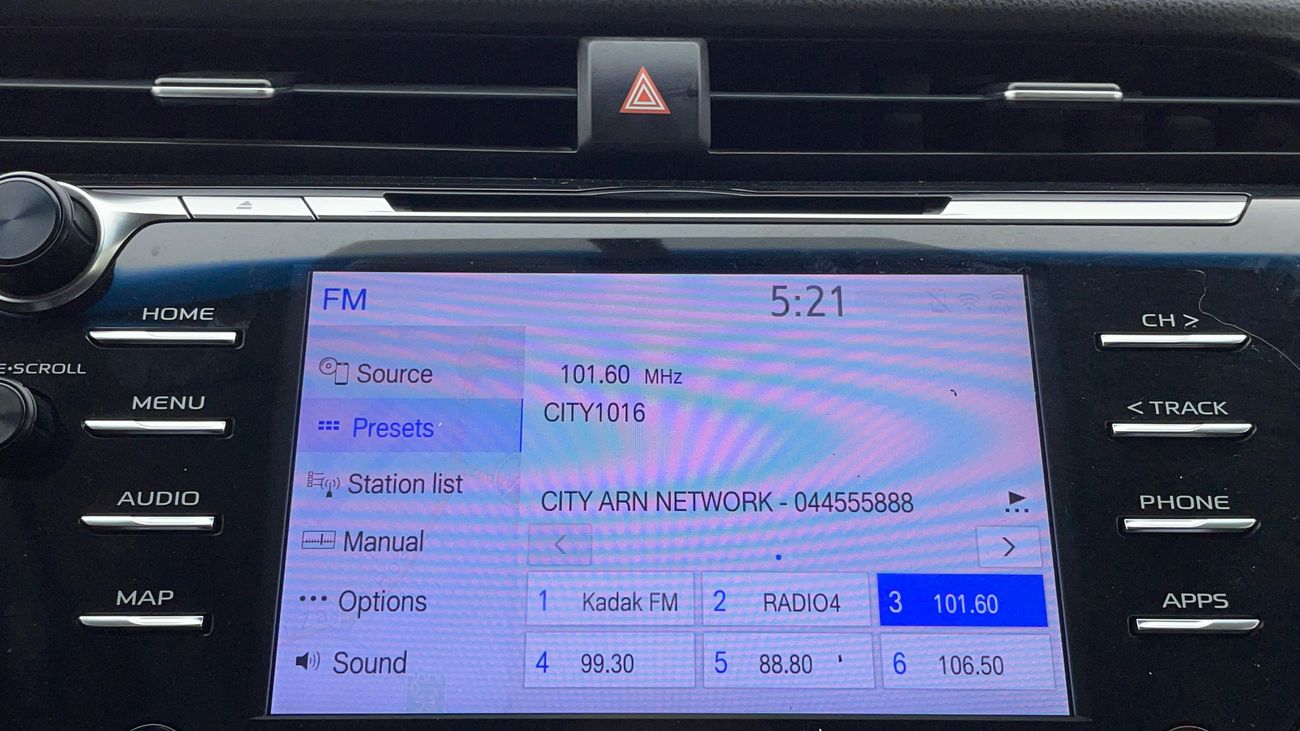 FM
5:21
HOME
CH >
E•SCROLL
Source
101.60 MHz
MENU
Presets
CITY1016
< TRACK
AUDIO
Station list
CITY ARN NETWORK - 044555888
PHONE
Manual
<
>
MAP
Options
1 Kadak FM
2 RADIO4
3 101.60
APPS
Sound
4 99.30
5 88.80
6 106.50